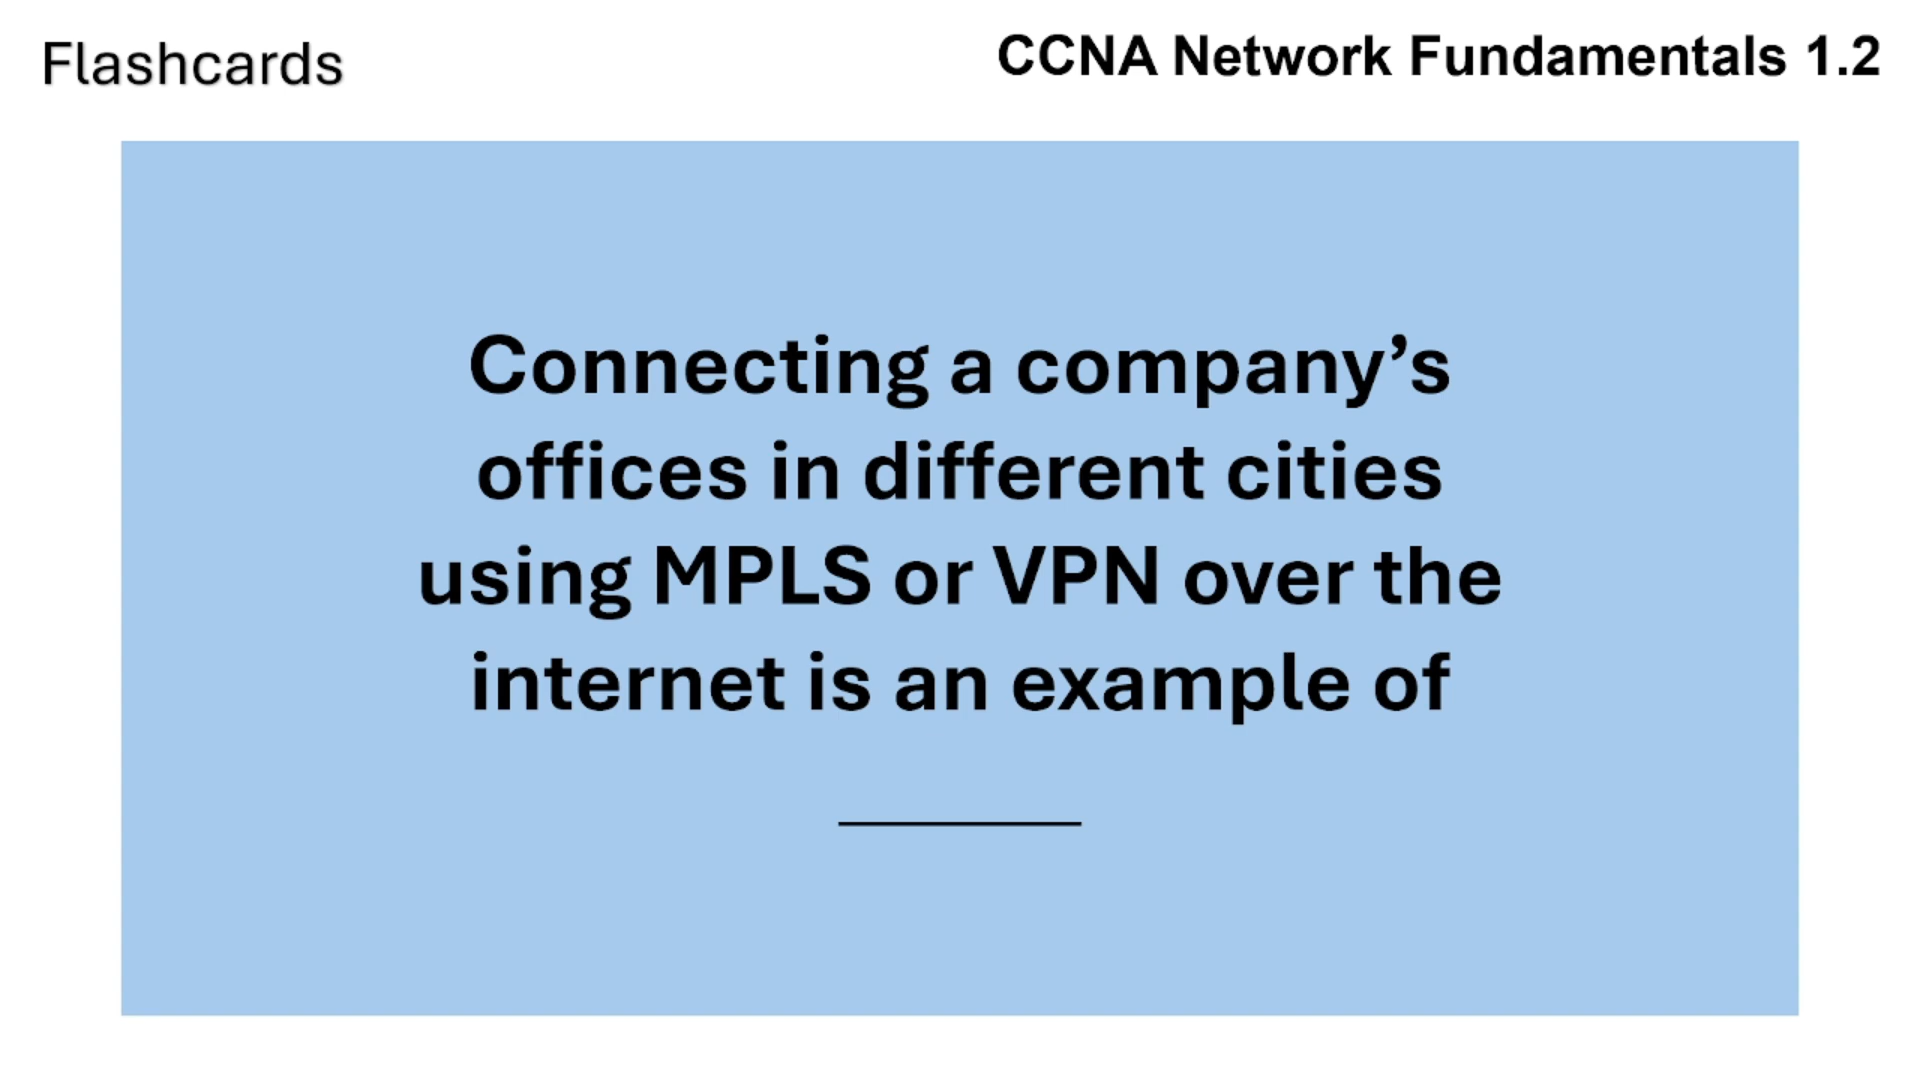 Flashcards
CCNA Network Fundamentals 1.2
Connecting a company’s
offices in different cities
using MPLS or VPN over the
internet is an example of